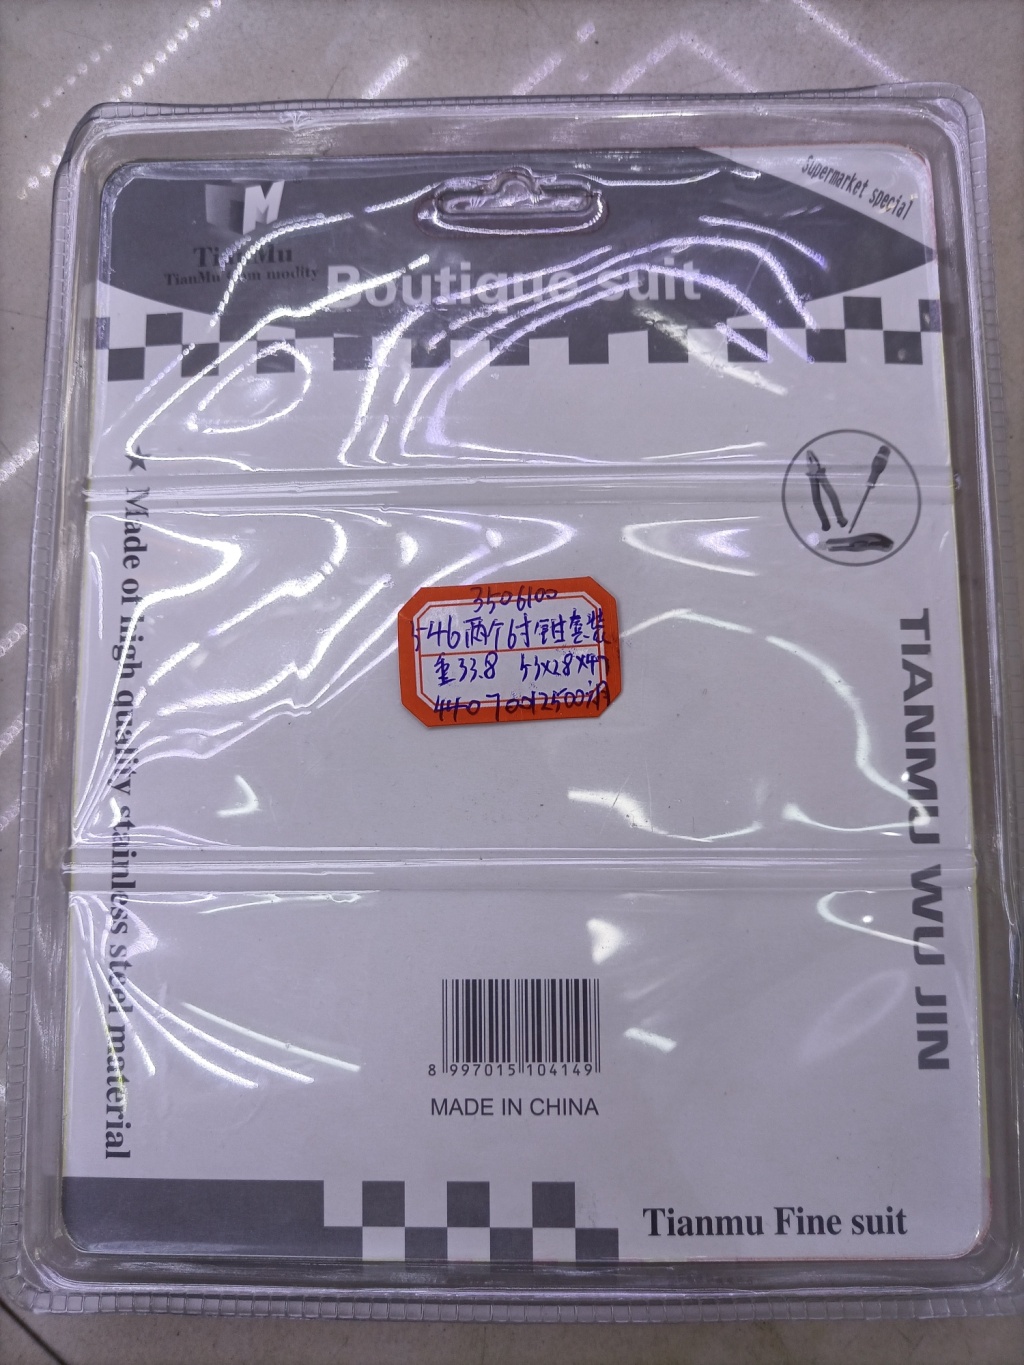 Supermarket special
M
TianMu
Boutique suit
★ Made of high quality stainless steel material
3506100
546两个6寸钳套装
重33.8 53x28x47
TIANMU WU JIN
8 997015 104149
MADE IN CHINA
Tianmu Fine suit